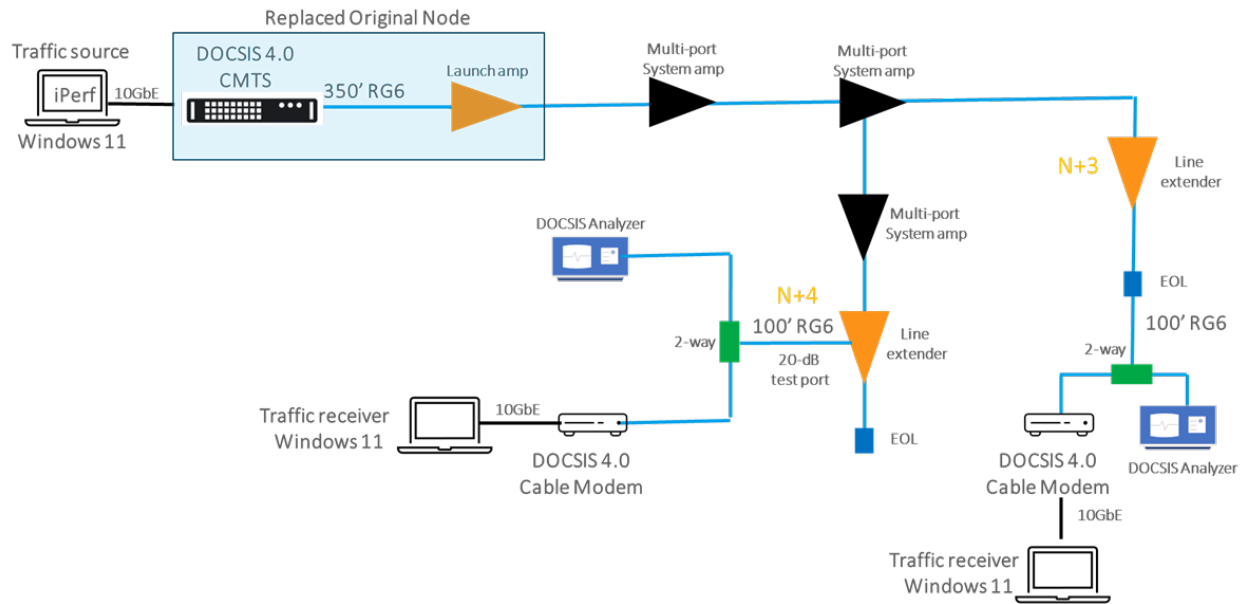 Replaced Original Node
Traffic source
iPerf
Windows 11
10GbE
DOCSIS 4.0
CMTS
350' RG6
Launch amp
Multi-port
System amp
Multi-port
System amp
N+3
Line
extender
Multi-port
System amp
DOCSIS Analyzer
EOL
N+4
100' RG6
2-way
20-dB
test port
Line
extender
100' RG6
2-way
Traffic receiver
Windows 11
10GbE
DOCSIS 4.0
Cable Modem
EOL
DOCSIS 4.0
Cable Modem
DOCSIS Analyzer
10GbE
Traffic receiver
Windows 11